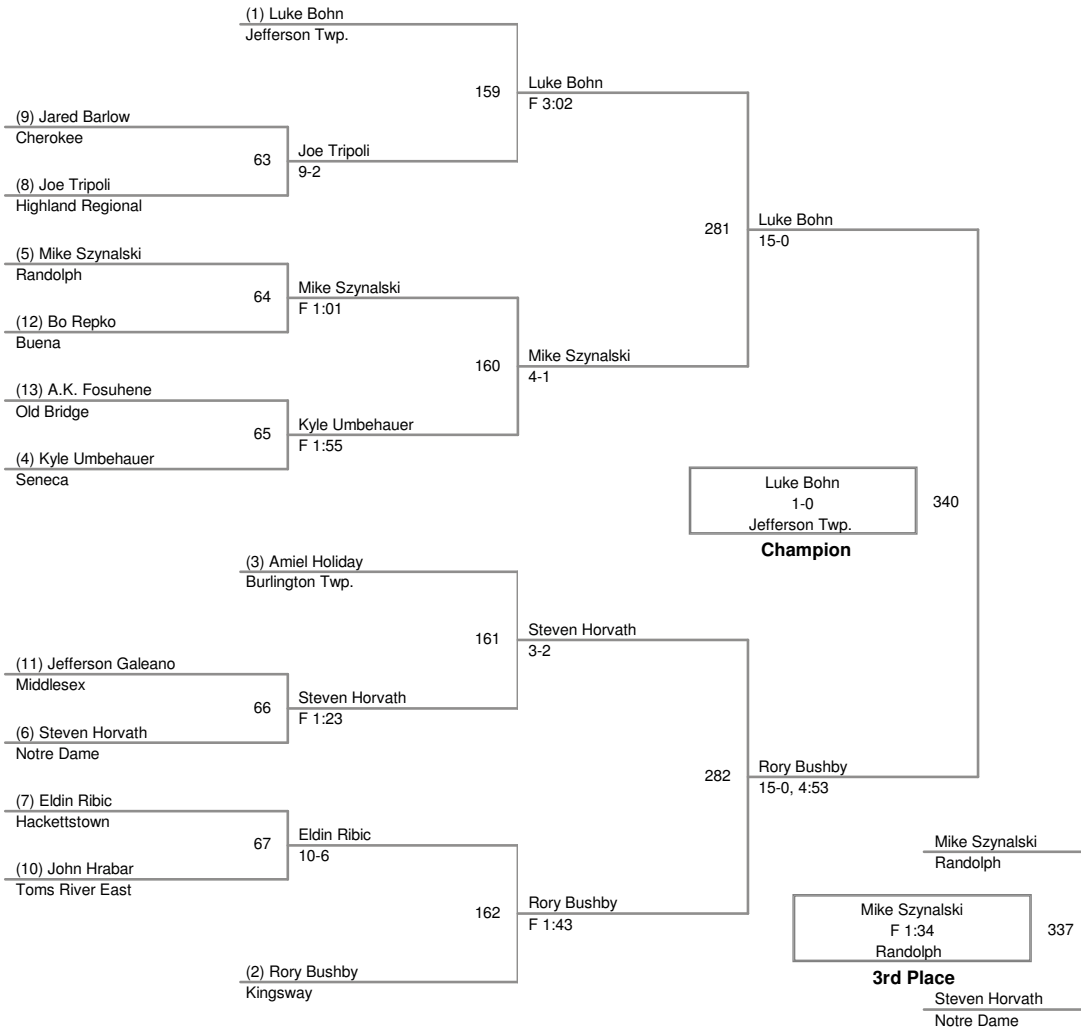 (1) Luke Bohn
Jefferson Twp.
159
Luke Bohn
F 3:02
(9) Jared Barlow
Cherokee
63
Joe Tripoli
9-2
(8) Joe Tripoli
Highland Regional
281
Luke Bohn
15-0
(5) Mike Szynalski
Randolph
64
Mike Szynalski
F 1:01
(12) Bo Repko
Buena
160
Mike Szynalski
4-1
(13) A.K. Fosuhene
Old Bridge
65
Kyle Umbehauer
F 1:55
(4) Kyle Umbehauer
Seneca
Luke Bohn
1-0
Jefferson Twp.
340
Champion
(3) Amiel Holiday
Burlington Twp.
161
Steven Horvath
3-2
(11) Jefferson Galeano
Middlesex
66
Steven Horvath
F 1:23
(6) Steven Horvath
Notre Dame
282
Rory Bushby
15-0, 4:53
(7) Eldin Ribic
Hackettstown
67
Eldin Ribic
10-6
(10) John Hrabar
Toms River East
162
Rory Bushby
F 1:43
(2) Rory Bushby
Kingsway
Mike Szynalski
Randolph
Mike Szynalski
F 1:34
Randolph
337
3rd Place
Steven Horvath
Notre Dame